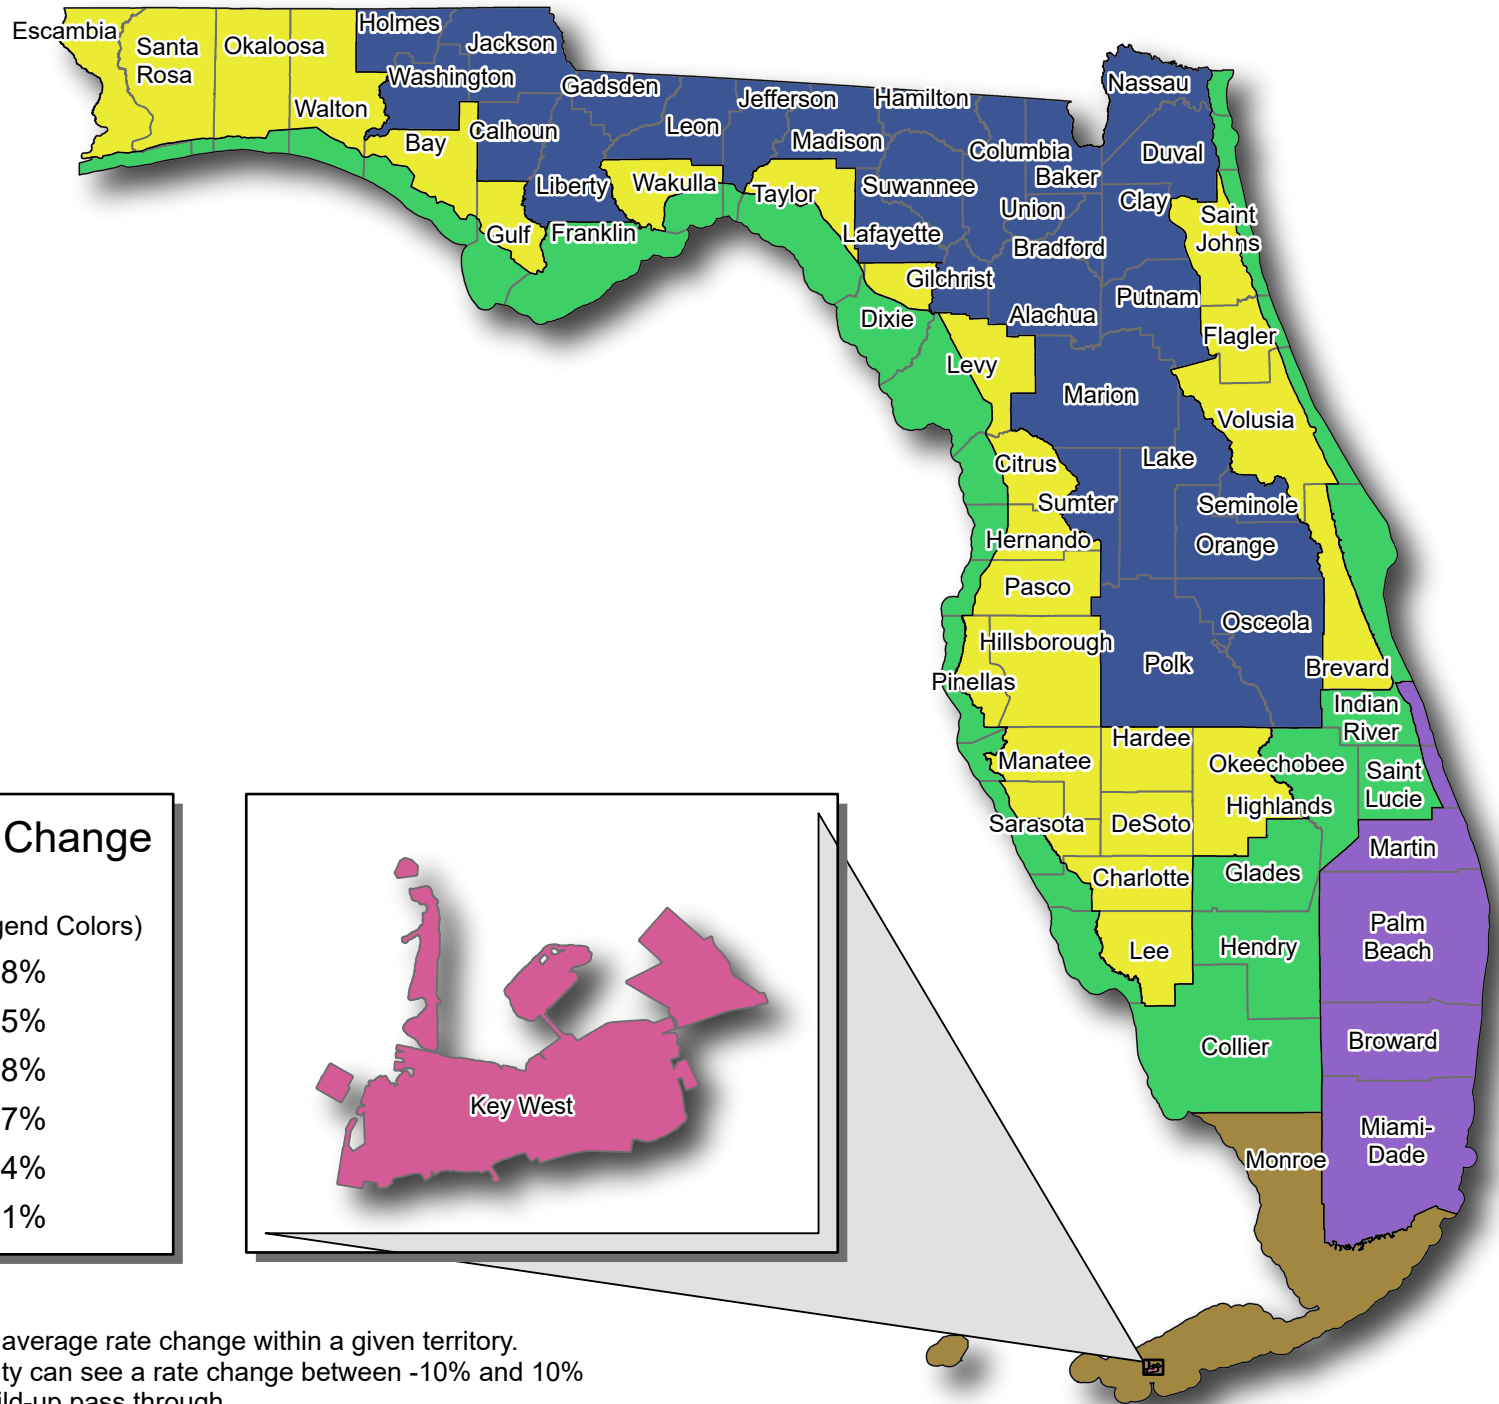 Escambia
Santa
Rosa
Okaloosa
Walton
Holmes
Jackson
Washington
Bay
Calhoun
Gadsden
Leon
Liberty
Gulf
Franklin
Wakulla
Jefferson
Madison
Hamilton
Taylor
Suwannee
Lafayette
Columbia
Baker
Union
Bradford
Nassau
Duval
Clay
Saint
Johns
Gilchrist
Dixie
Alachua
Putnam
Flagler
Levy
Marion
Volusia
Citrus
Lake
Sumter
Seminole
Hernando
Orange
Pasco
Osceola
Hillsborough
Polk
Pinellas
Brevard
Indian
River
Hardee
Manatee
Okeechobee
Saint
Lucie
Highlands
Sarasota
DeSoto
Martin
Charlotte
Glades
Palm
Beach
Lee
Hendry
Collier
Broward
Miami-
Dade
Monroe
Key West
Change
gend Colors)
8%
5%
8%
7%
4%
1%
average rate change within a given territory.
ty can see a rate change between -10% and 10%
ild-up pass through